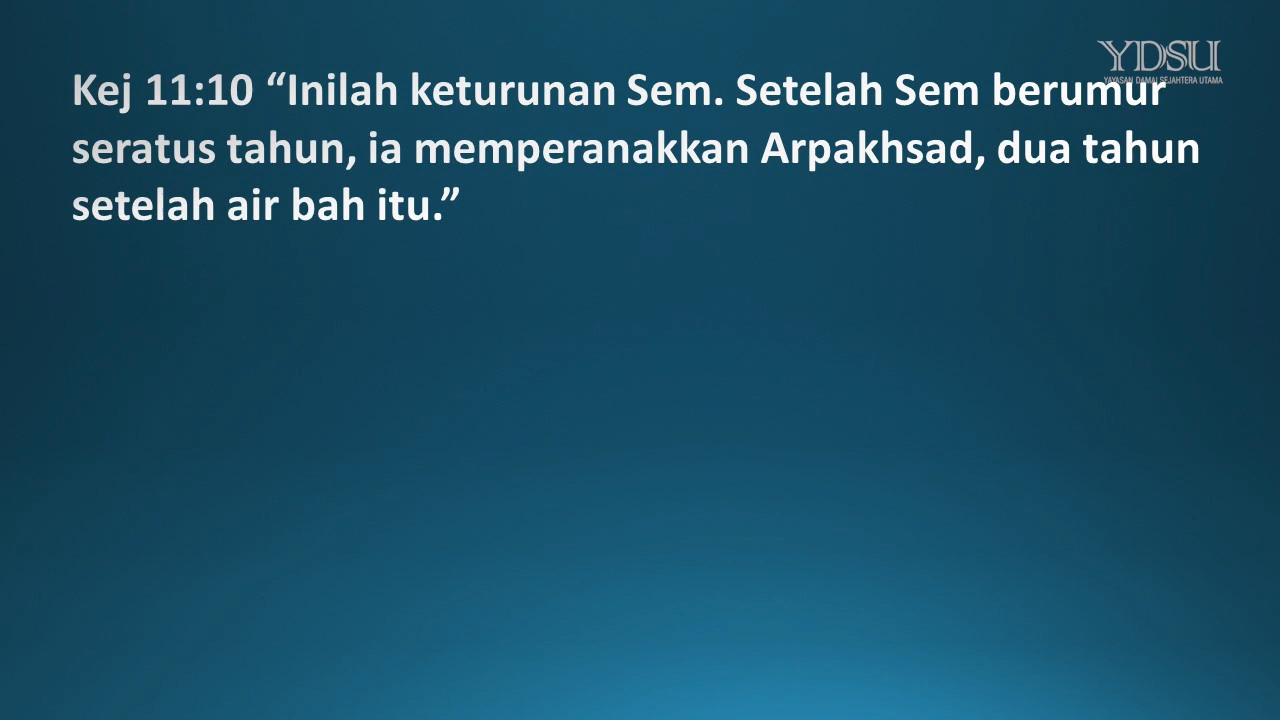 YDSU
YAYASAN DAMAI SEJAHTERA UTAMA
Kej 11:10 “Inilah keturunan Sem. Setelah Sem berumur
seratus tahun, ia memperanakkan Arpakhsad, dua tahun
setelah air bah itu.”